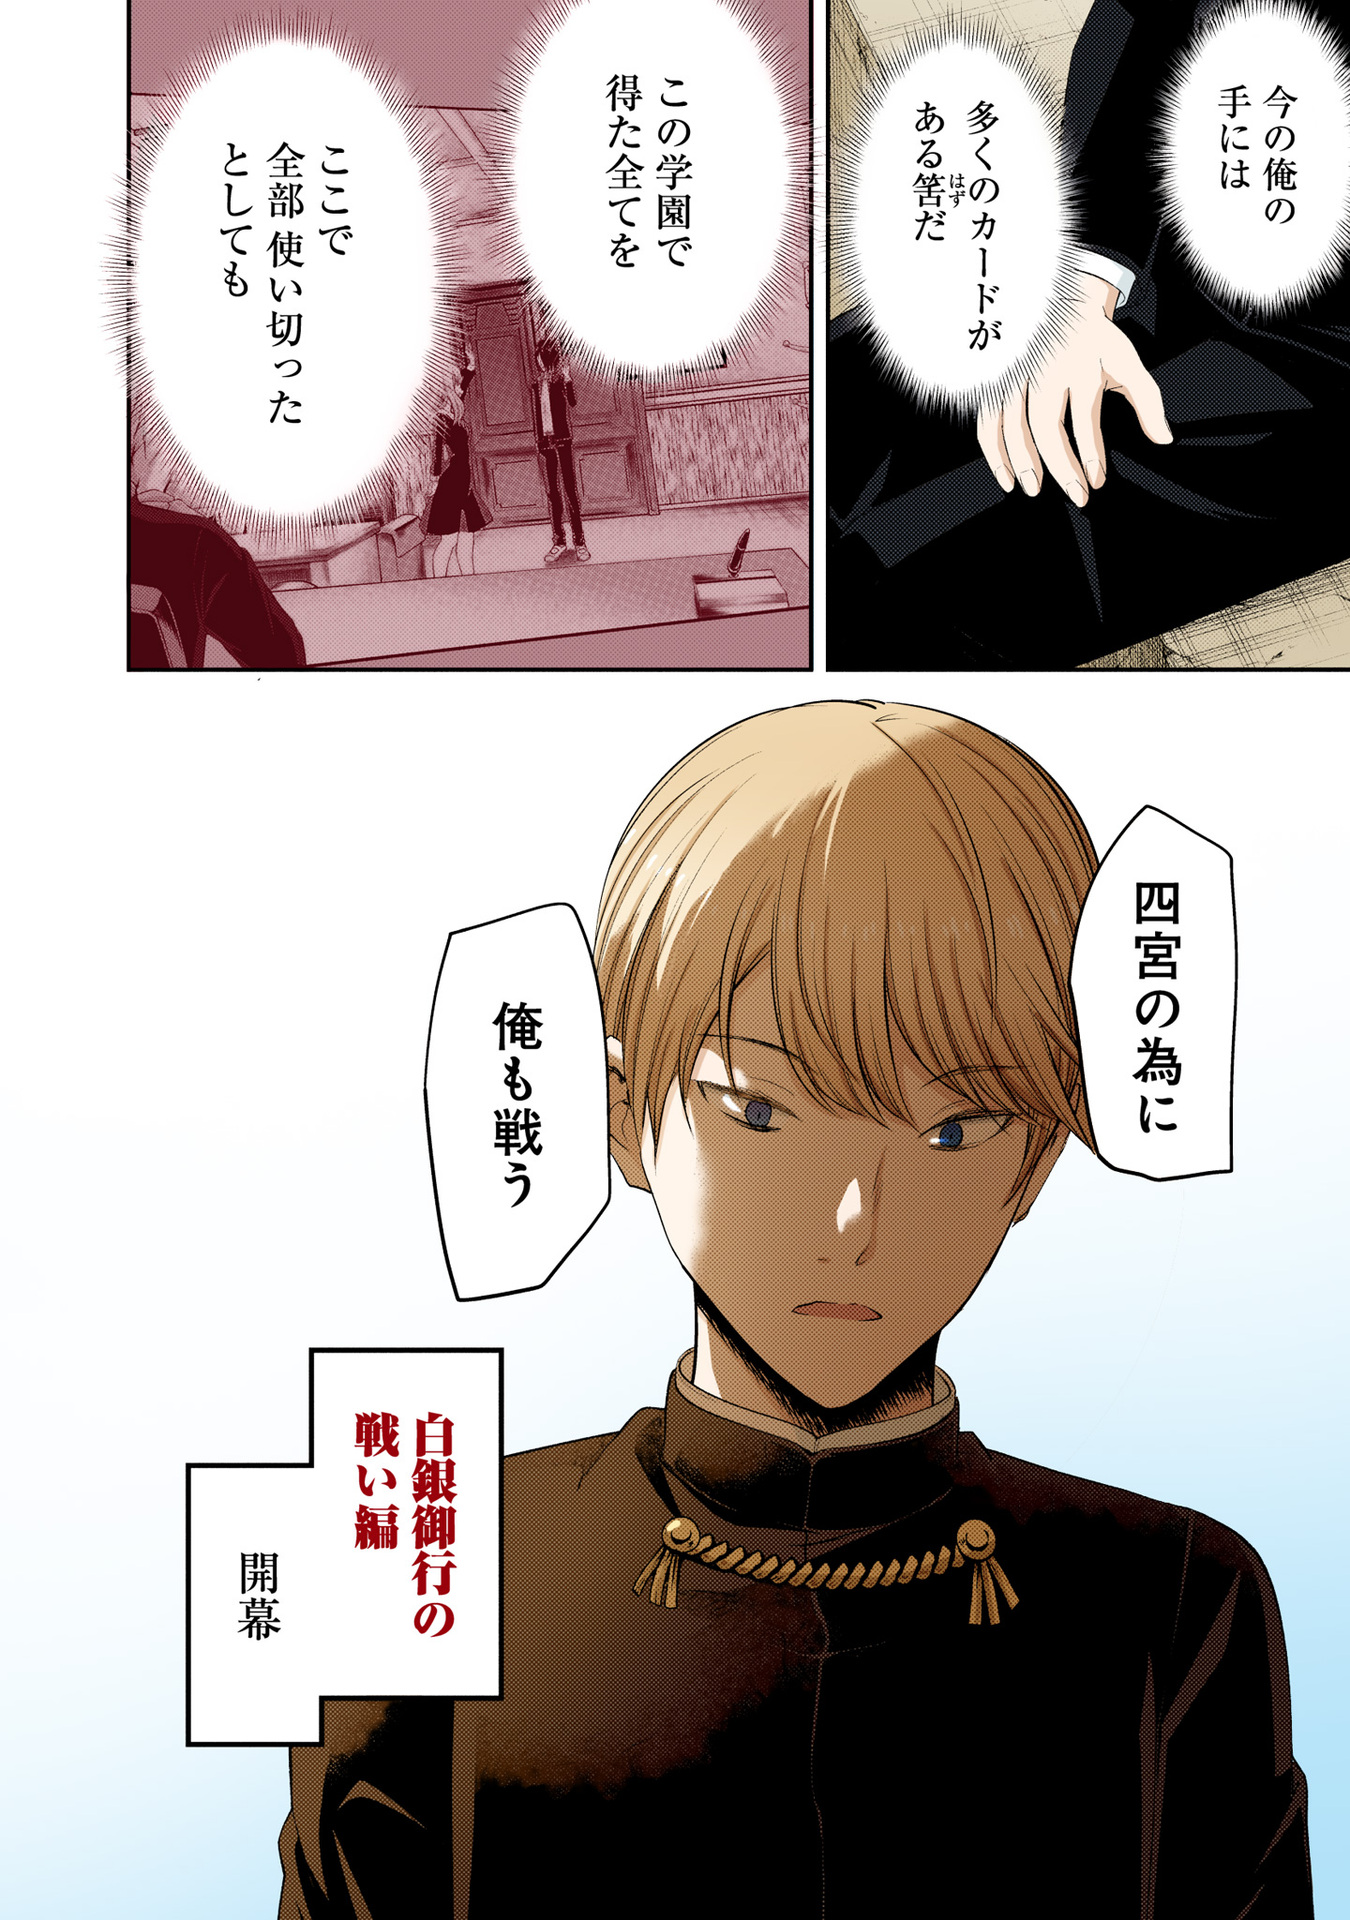 今の俺の
手には
多くのカードが
ある筈だ
はず
この学園で
得た全てを
ここで
全部使い切った
としても
四宮の為に
俺も戦う
白銀御行の
戦い編
開幕